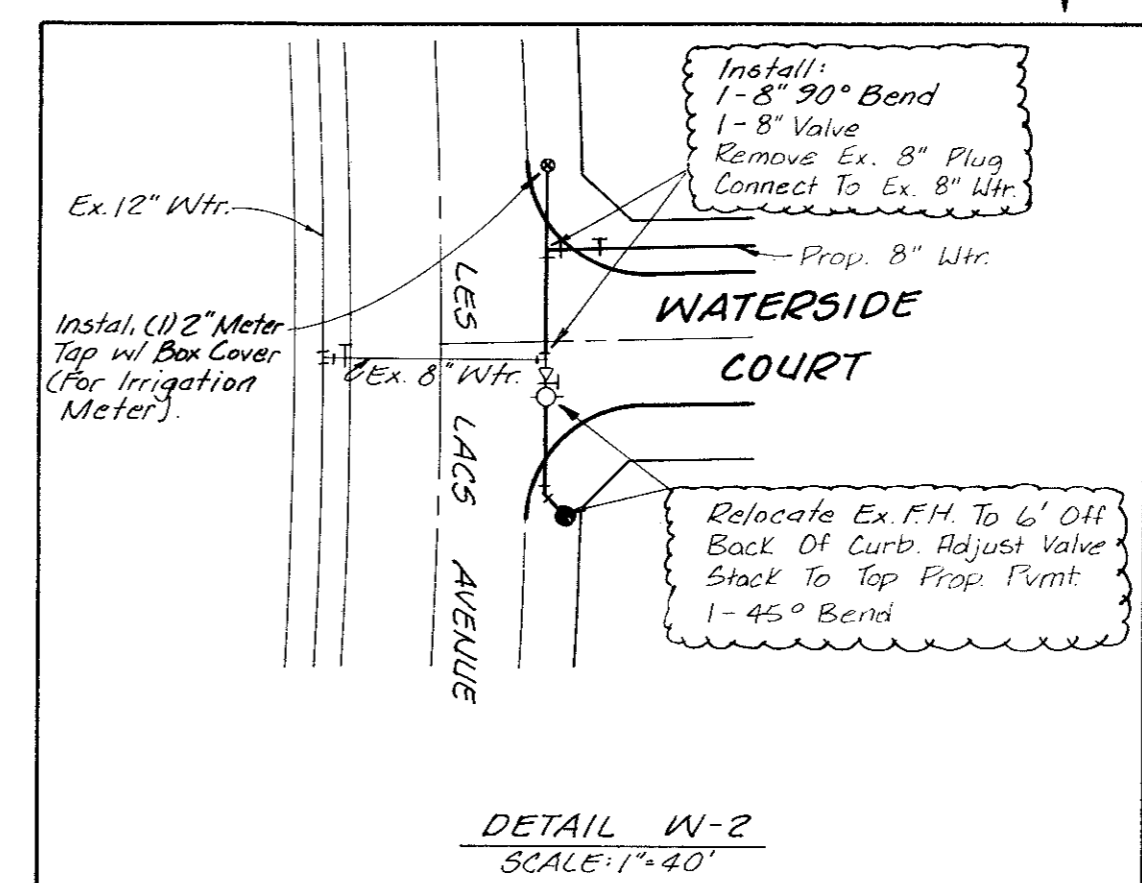 Install:
1-8" 90° Bend
1-8" Valve
Remove Ex. 8" Plug
Connect To Ex. 8" Wtr.
Ex. 12" Wtr.
Prop. 8" Wtr.
WATERSIDE
COURT
Instal. (1) 2" Meter
Tap w/ Box Cover
(For Irrigation
Meter).
Ex. 8" Wtr.
LES LACS AVENUE
Relocate Ex. F.H. To 6' Off
Back Of Curb. Adjust Valve
Stack To Top Prop. Pvmt.
1-45° Bend
DETAIL W-2
SCALE: 1"=40'